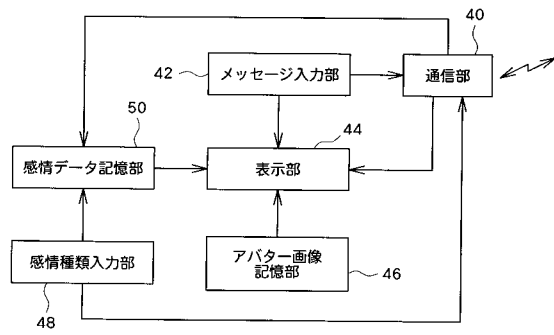 40
42
メッセージ入力部
通信部
50
44
感情データ記憶部
表示部
感情種類入力部
アバター画像
記憶部
46
48